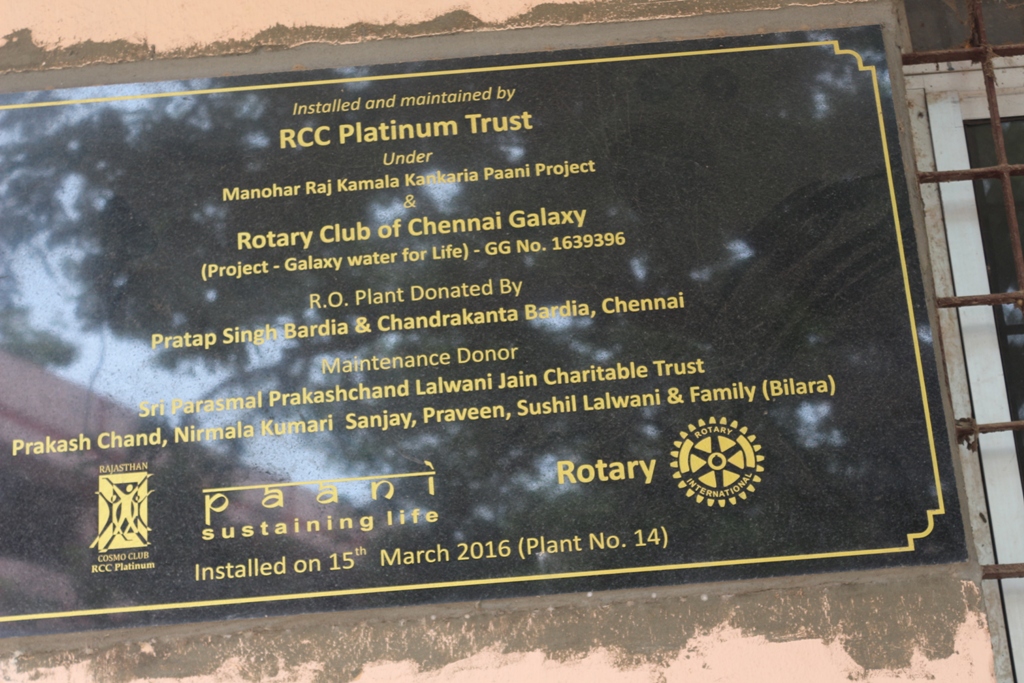 Installed and maintained by
RCC Platinum Trust
Under
Manohar Raj Kamala Kankaria Paani Project
&
Rotary Club of Chennai Galaxy
(Project - Galaxy water for Life) - GG No. 1639396
R.O. Plant Donated By
Pratap Singh Bardia & Chandrakanta Bardia, Chennai
Maintenance Donor
Sri Parasmal Prakashchand Lalwani Jain Charitable Trust
Prakash Chand, Nirmala Kumari Sanjay, Praveen, Sushil Lalwani & Family (Bilara)
RAJASTHAN
COSMO CLUB
RCC Platinum
paani
sustaining life
Rotary
ROTARY
INTERNATIONAL
Installed on 15th March 2016 (Plant No. 14)